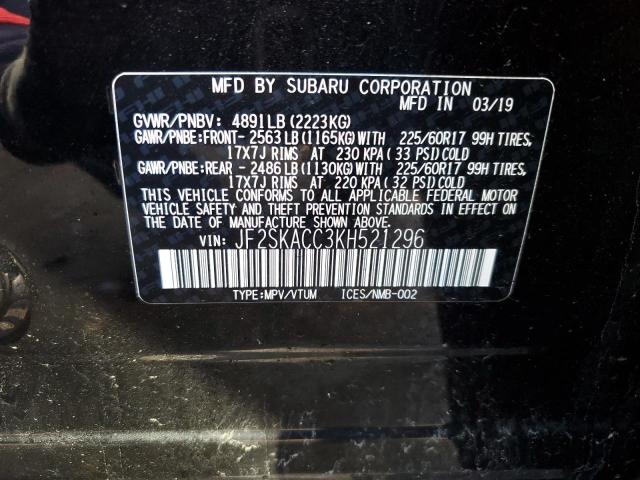 MFD BY SUBARU CORPORATION
MFD IN 03/19
GVWR/PNBV: 4891LB (2223KG)
GAWR/PNBE:FRONT- 2563LB (1165KG) WITH 225/60R17 99H TIRES,
17X7J RIMS AT 230 KPA (33 PSI) COLD
GAWR/PNBE:REAR - 2486LB (1130KG) WITH 225/60R17 99H TIRES,
17X7J RIMS AT 220 KPA (32 PSI) COLD
THIS VEHICLE CONFORMS TO ALL APPLICABLE FEDERAL MOTOR
VEHICLE SAFETY AND THEFT PREVENTION STANDARDS IN EFFECT ON
THE DATE OF MANUFACTURE SHOWN ABOVE.
VIN: JF2SKACC3KH521296
TYPE:MPV/VTUM ICES/NMB-002